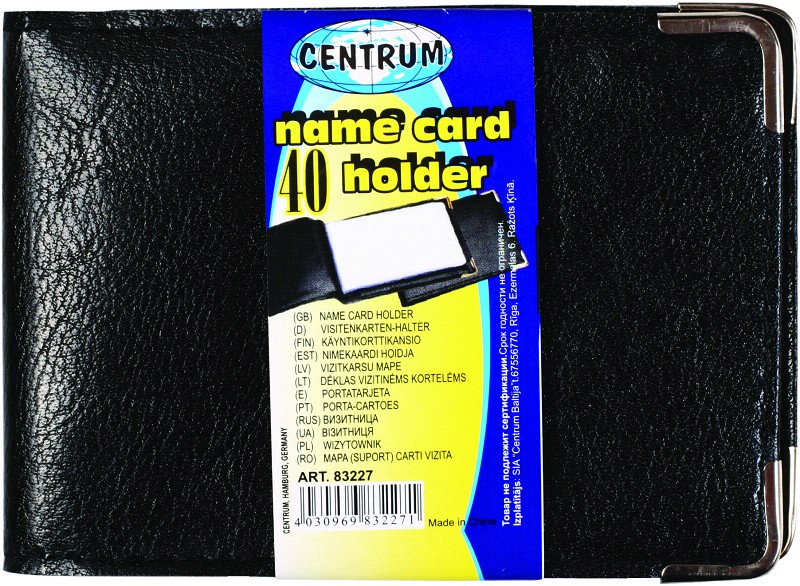 CENTRUM
name card
40 holder
(GB) NAME CARD HOLDER
(D) VISITENKARTEN-HALTER
(FIN) KÄYNTIKORTTIKANSIO
(EST) NIMEKAARDI HOIDJA
(LV) VIZITKARSU MAPE
(LT) DĖKLAS VIZITINĖMS KORTELĖMS
(E) PORTATARJETA
(PT) PORTA-CARTOES
(RUS) ВИЗИТНИЦА
(UA) ВІЗІТНІЦЯ
(PL) WIZYTOWNIK
(RO) MAPA (SUPORT) CARTI VIZITA
ART. 83227
4 030969 832271
Made in China
CENTRUM, HAMBURG, GERMANY
Товар не подлежит сертификации.Срок годности не ограничен.
Izplatītājs: SIA "Centrum Baltija"t.67556770, Rīga, Ezermalas 6. Ražots Ķīnā.